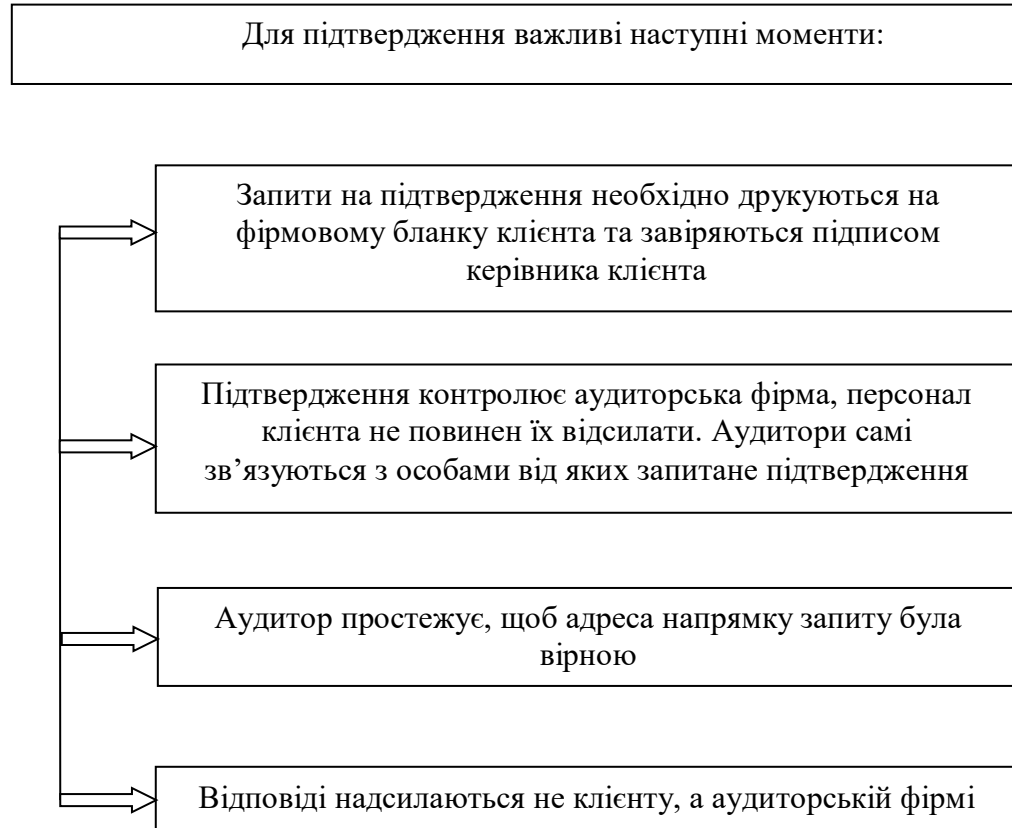 Для підтвердження важливі наступні моменти:
Запити на підтвердження необхідно друкуються на
фірмовому бланку клієнта та завіряються підписом
керівника клієнта
Підтвердження контролює аудиторська фірма, персонал
клієнта не повинен їх відсилати. Аудитори самі
зв’язуються з особами від яких запитане підтвердження
Аудитор простежує, щоб адреса напрямку запиту була
вірною
Відповіді надсилаються не клієнту, а аудиторській фірмі